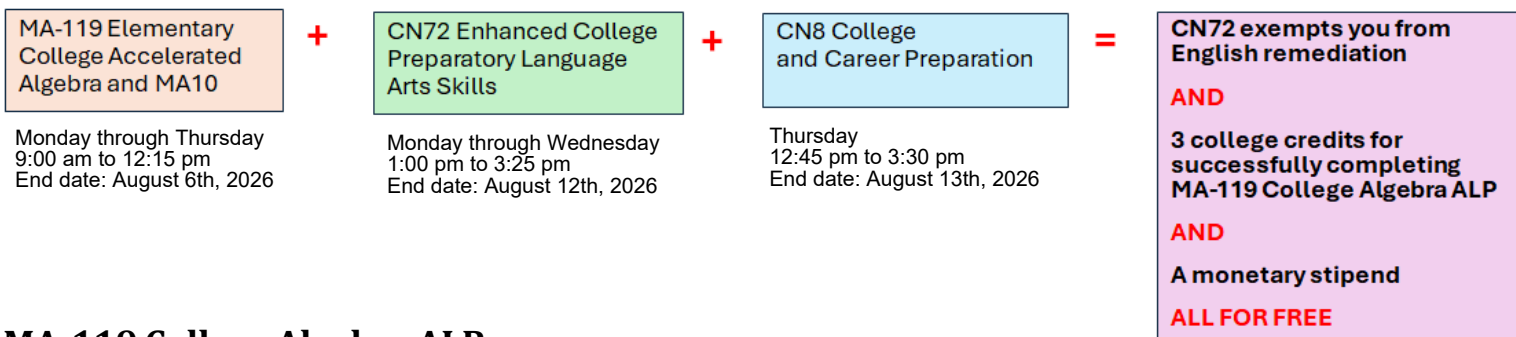 MA-119 Elementary
College Accelerated
Algebra and MA10
Monday through Thursday
9:00 am to 12:15 pm
End date: August 6th, 2026
+
CN72 Enhanced College
Preparatory Language
Arts Skills
Monday through Wednesday
1:00 pm to 3:25 pm
End date: August 12th, 2026
+
CN8 College
and Career Preparation
Thursday
12:45 pm to 3:30 pm
End date: August 13th, 2026
=
CN72 exempts you from
English remediation
AND
3 college credits for
successfully completing
MA-119 College Algebra ALP
AND
A monetary stipend
ALL FOR FREE